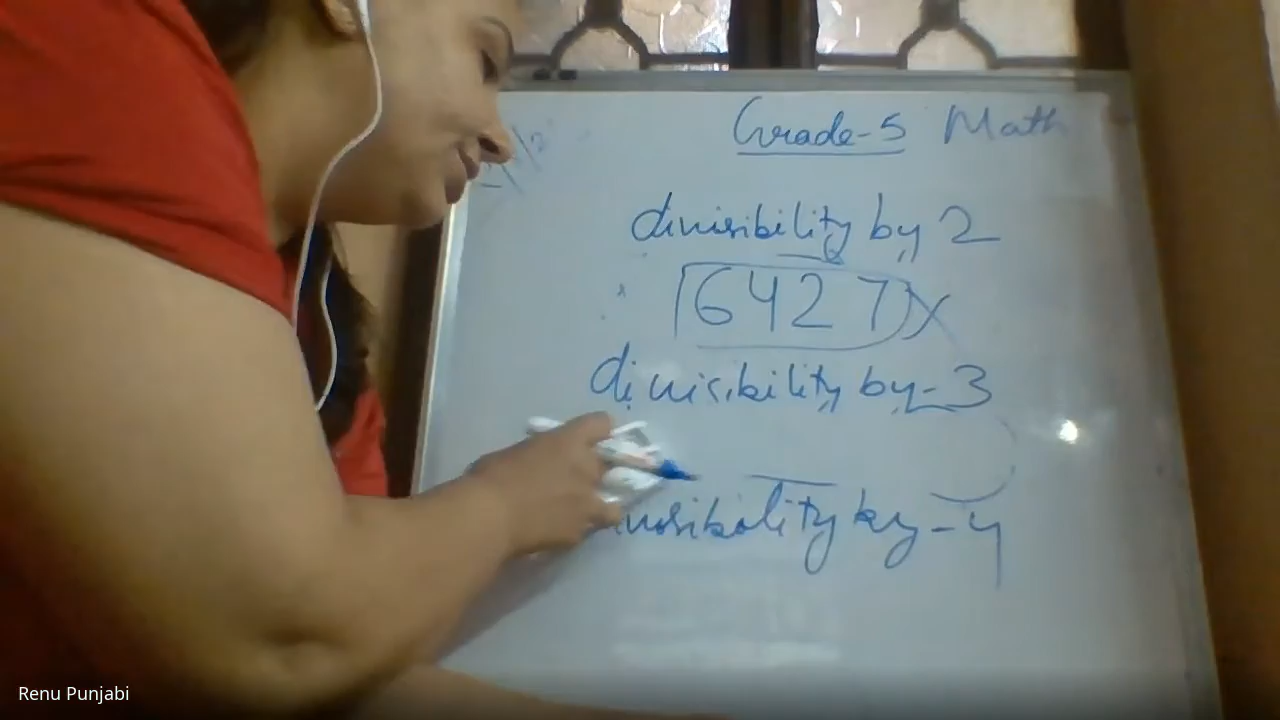 Grade-5 Math
divisibility by 2
6427 X
divisibility by-3
divisibility by-4
Renu Punjabi